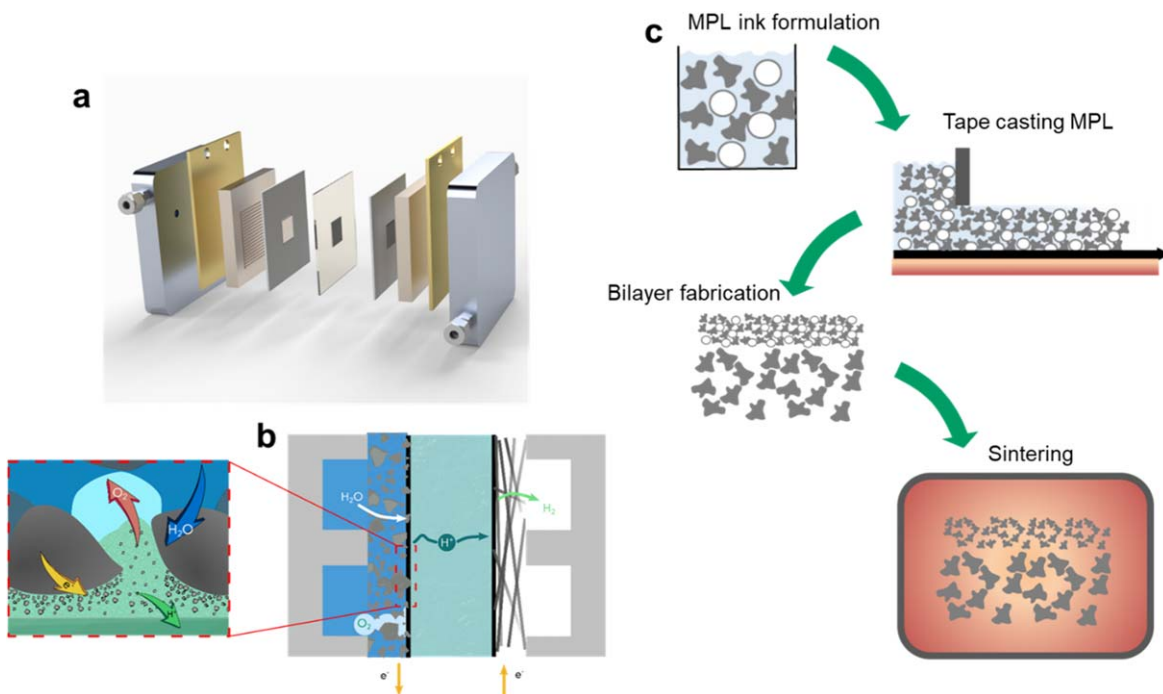 a
c
MPL ink formulation
Tape casting MPL
Bilayer fabrication
Sintering
b
H₂O
H₂
H⁺
O₂
e⁻
e⁻
O₂
H₂O
e⁻